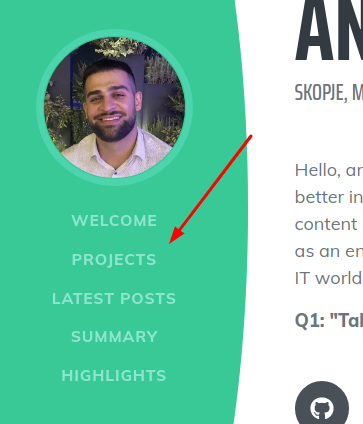 WELCOME
PROJECTS
LATEST POSTS
SUMMARY
HIGHLIGHTS
AN
SKOPJE, M
Hello, ar
better in
content
as an en
IT world
Q1: "Tal